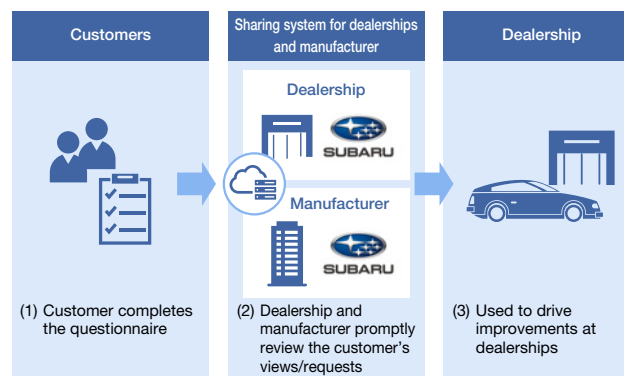 Customers
Sharing system for dealerships
and manufacturer
Dealership
Dealership
SUBARU
Manufacturer
SUBARU
(1) Customer completes
the questionnaire
(2) Dealership and
manufacturer promptly
review the customer's
views/requests
(3) Used to drive
improvements at
dealerships